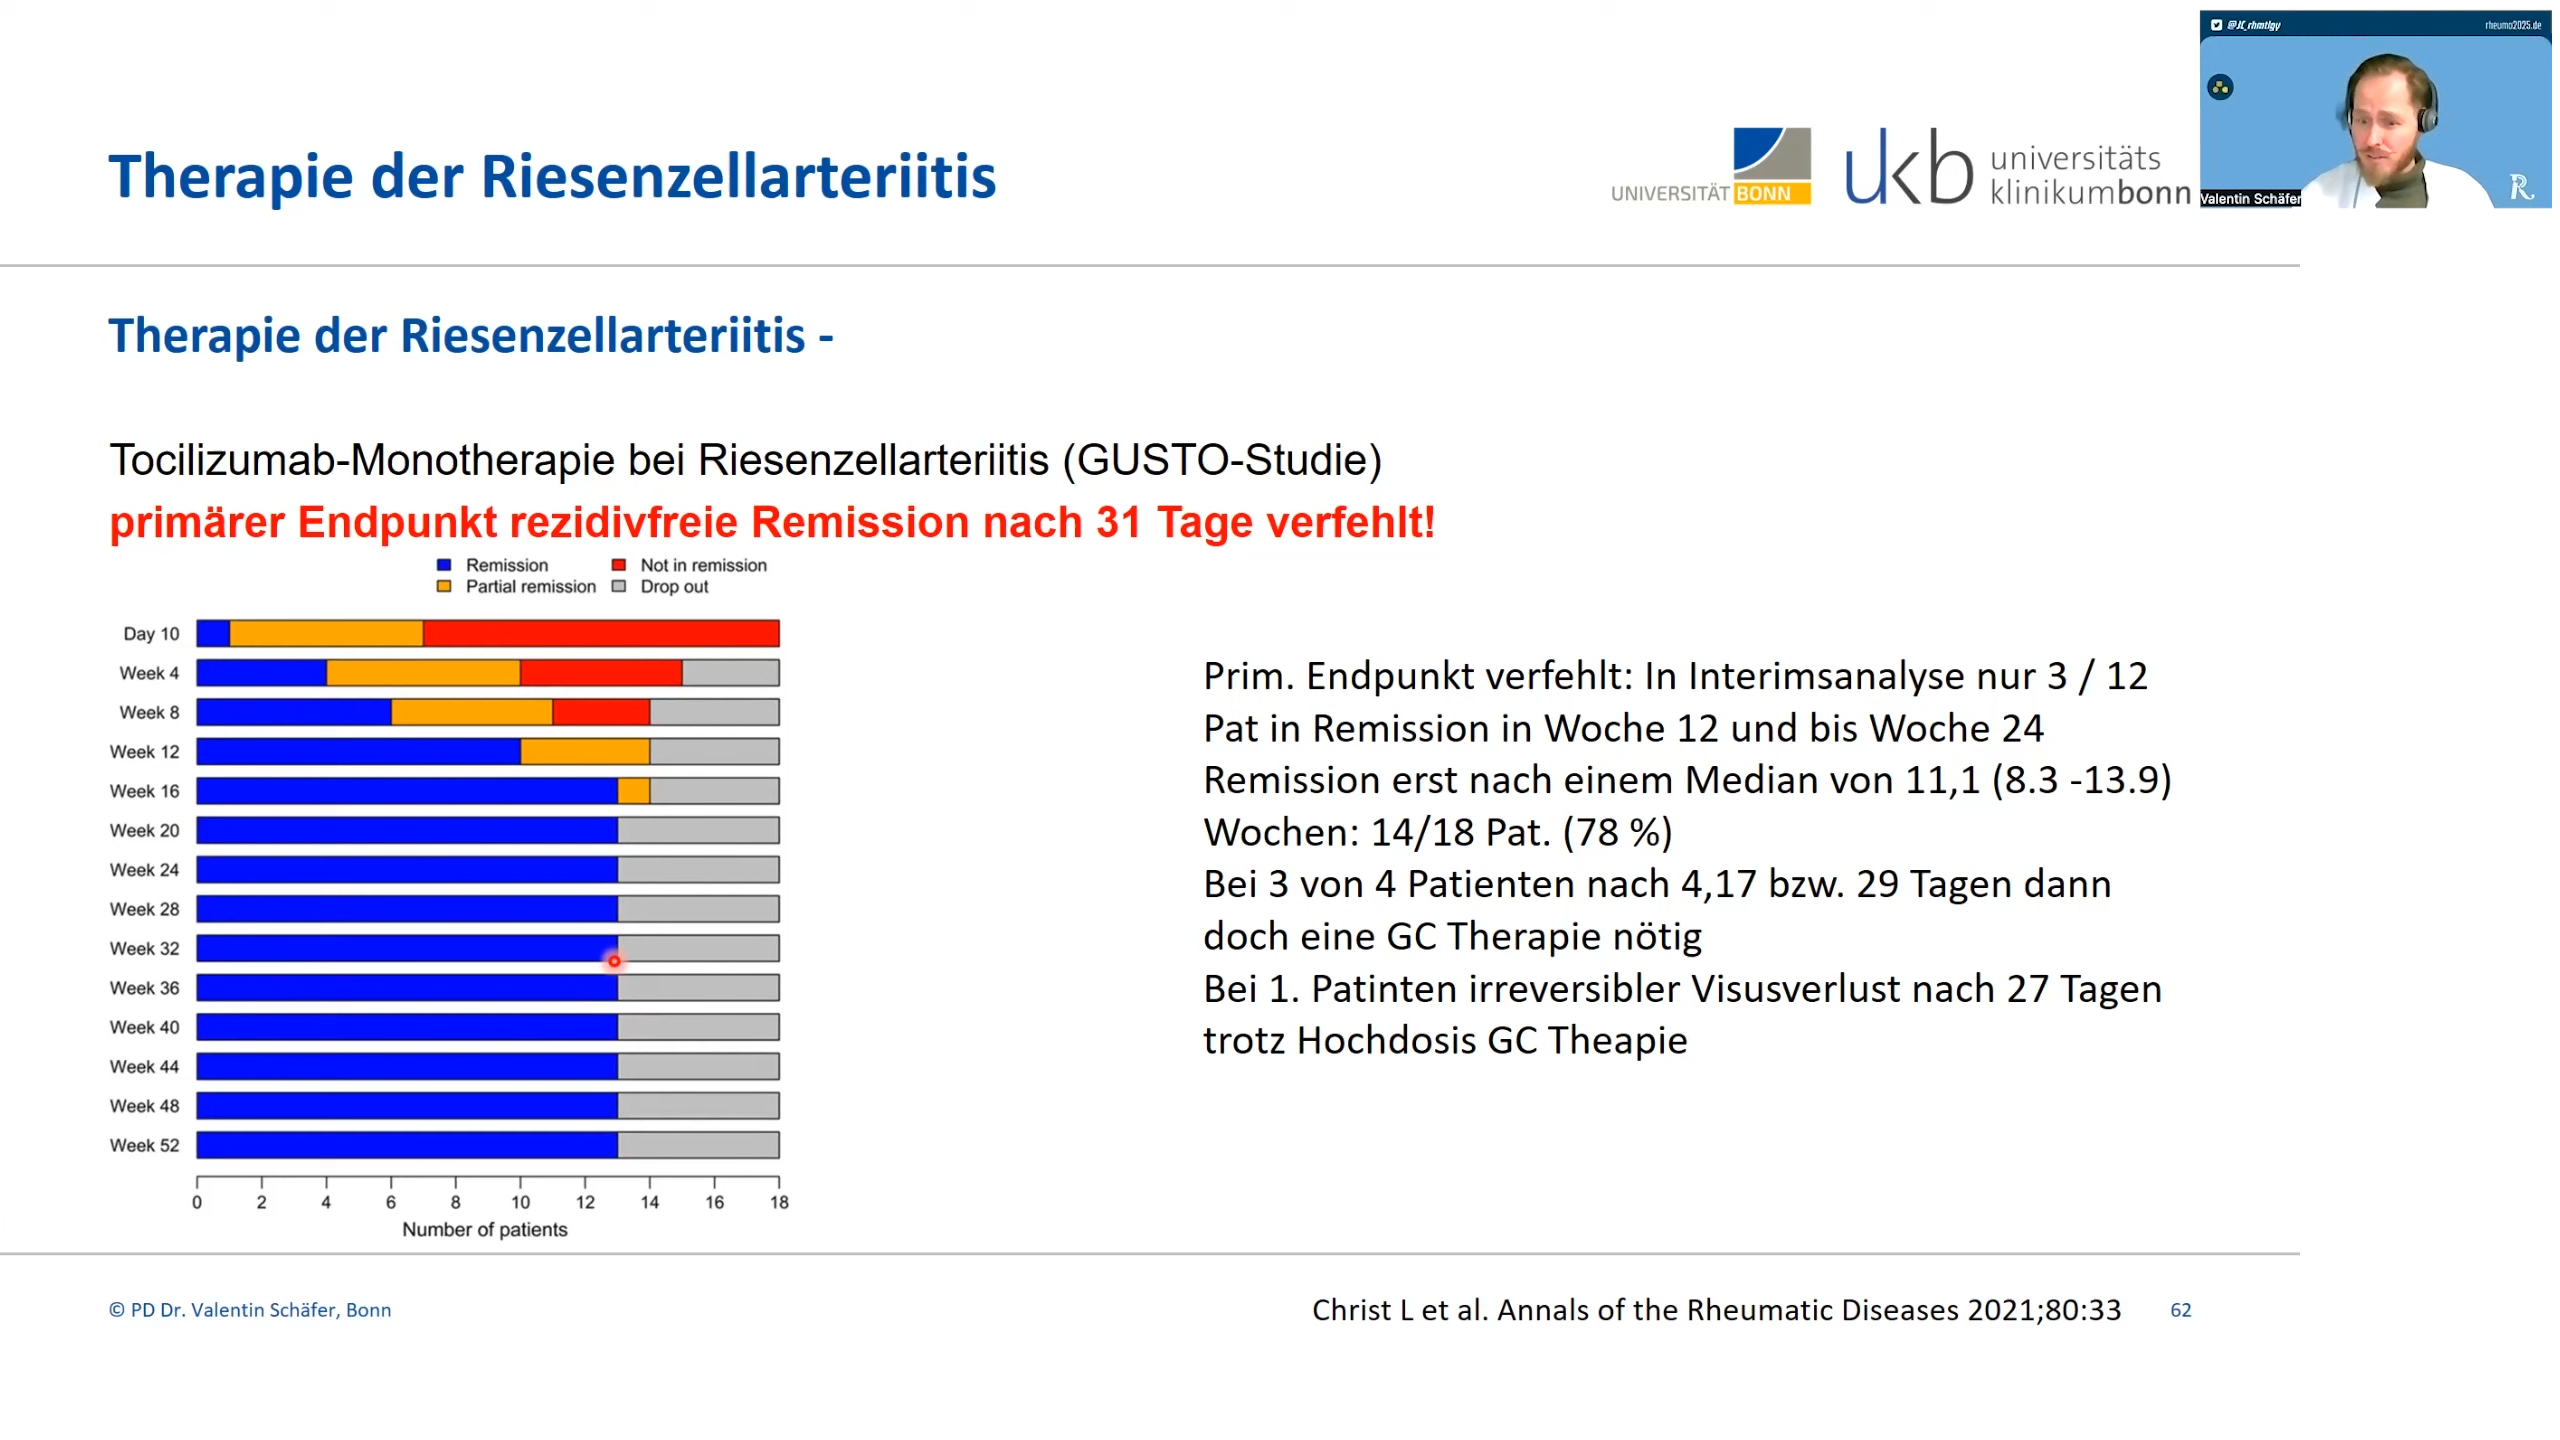 @JC_rhmtlgy
rheumo2025.de
Valentin Schäfer
R.
Therapie der Riesenzellarteriitis
UNIVERSITÄT BONN
ukb universitäts
klinikumbonn
Therapie der Riesenzellarteriitis -
Tocilizumab-Monotherapie bei Riesenzellarteriitis (GUSTO-Studie)
primärer Endpunkt rezidivfreie Remission nach 31 Tage verfehlt!
Remission
Not in remission
Partial remission
Drop out
Day 10
Week 4
Week 8
Week 12
Week 16
Week 20
Week 24
Week 28
Week 32
Week 36
Week 40
Week 44
Week 48
Week 52
0 2 4 6 8 10 12 14 16 18
Number of patients
Prim. Endpunkt verfehlt: In Interimsanalyse nur 3 / 12
Pat in Remission in Woche 12 und bis Woche 24
Remission erst nach einem Median von 11,1 (8.3 -13.9)
Wochen: 14/18 Pat. (78 %)
Bei 3 von 4 Patienten nach 4,17 bzw. 29 Tagen dann
doch eine GC Therapie nötig
Bei 1. Patinten irreversibler Visusverlust nach 27 Tagen
trotz Hochdosis GC Theapie
© PD Dr. Valentin Schäfer, Bonn
Christ L et al. Annals of the Rheumatic Diseases 2021;80:33
62